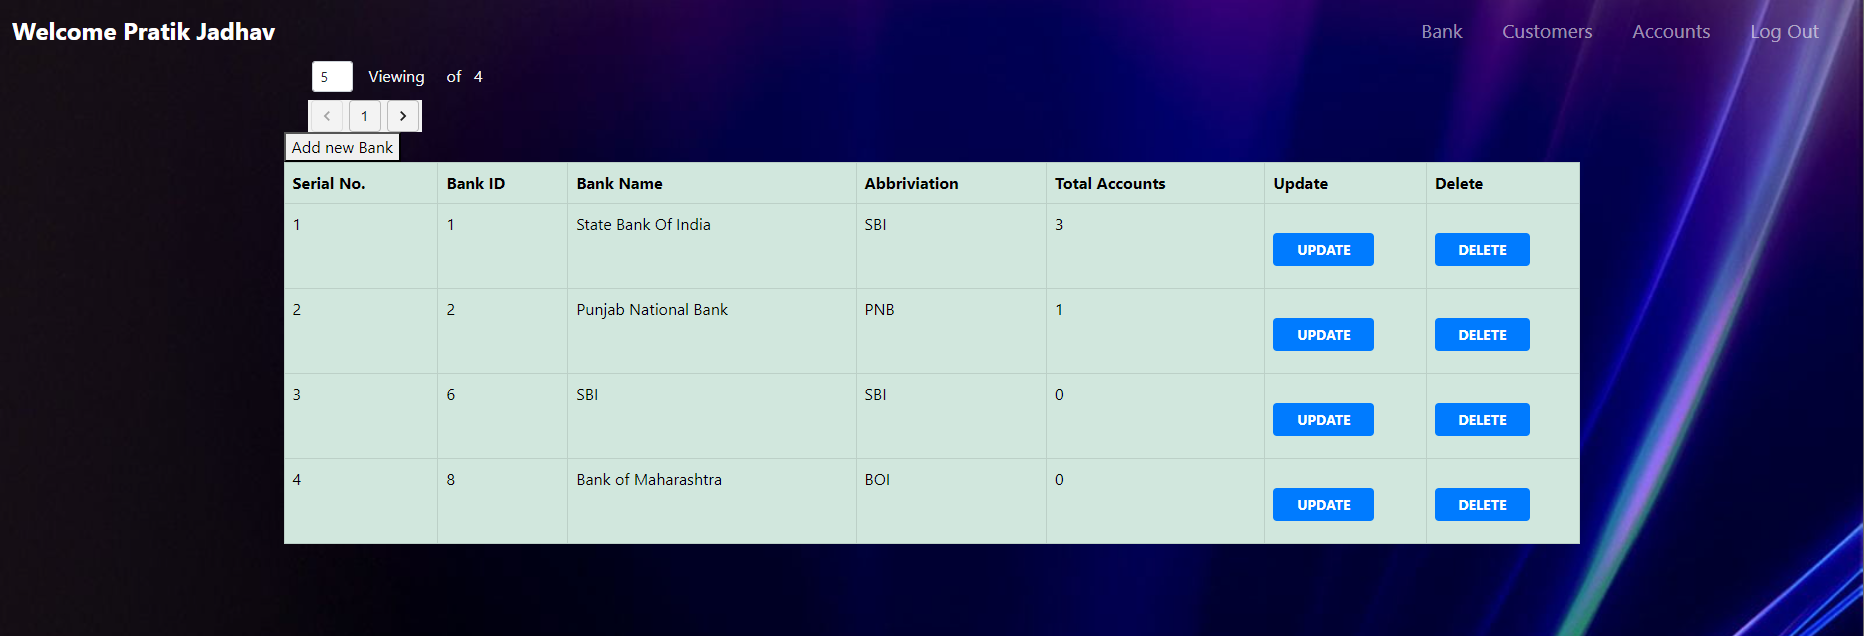 Welcome Pratik Jadhav Bank Customers Accounts Log Out
5 Viewing of 4
1
Add new Bank
Serial No. Bank ID Bank Name Abbriviation Total Accounts Update Delete
1 1 State Bank Of India SBI 3 UPDATE DELETE
2 2 Punjab National Bank PNB 1 UPDATE DELETE
3 6 SBI SBI 0 UPDATE DELETE
4 8 Bank of Maharashtra BOI 0 UPDATE DELETE